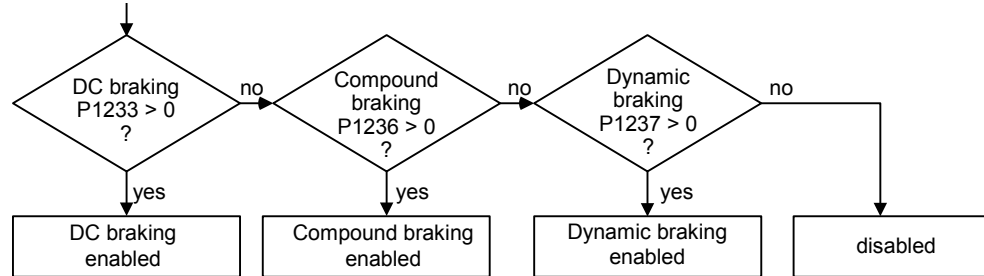 DC braking
P1233 > 0
?
no
Compound
braking
P1236 > 0
?
no
Dynamic
braking
P1237 > 0
?
no
yes
yes
yes
DC braking
enabled
Compound braking
enabled
Dynamic braking
enabled
disabled